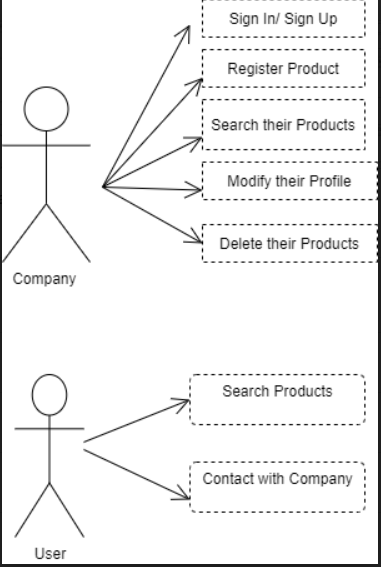 Sign In/ Sign Up
Register Product
Search their Products
Modify their Profile
Delete their Products
Company
Search Products
Contact with Company
User